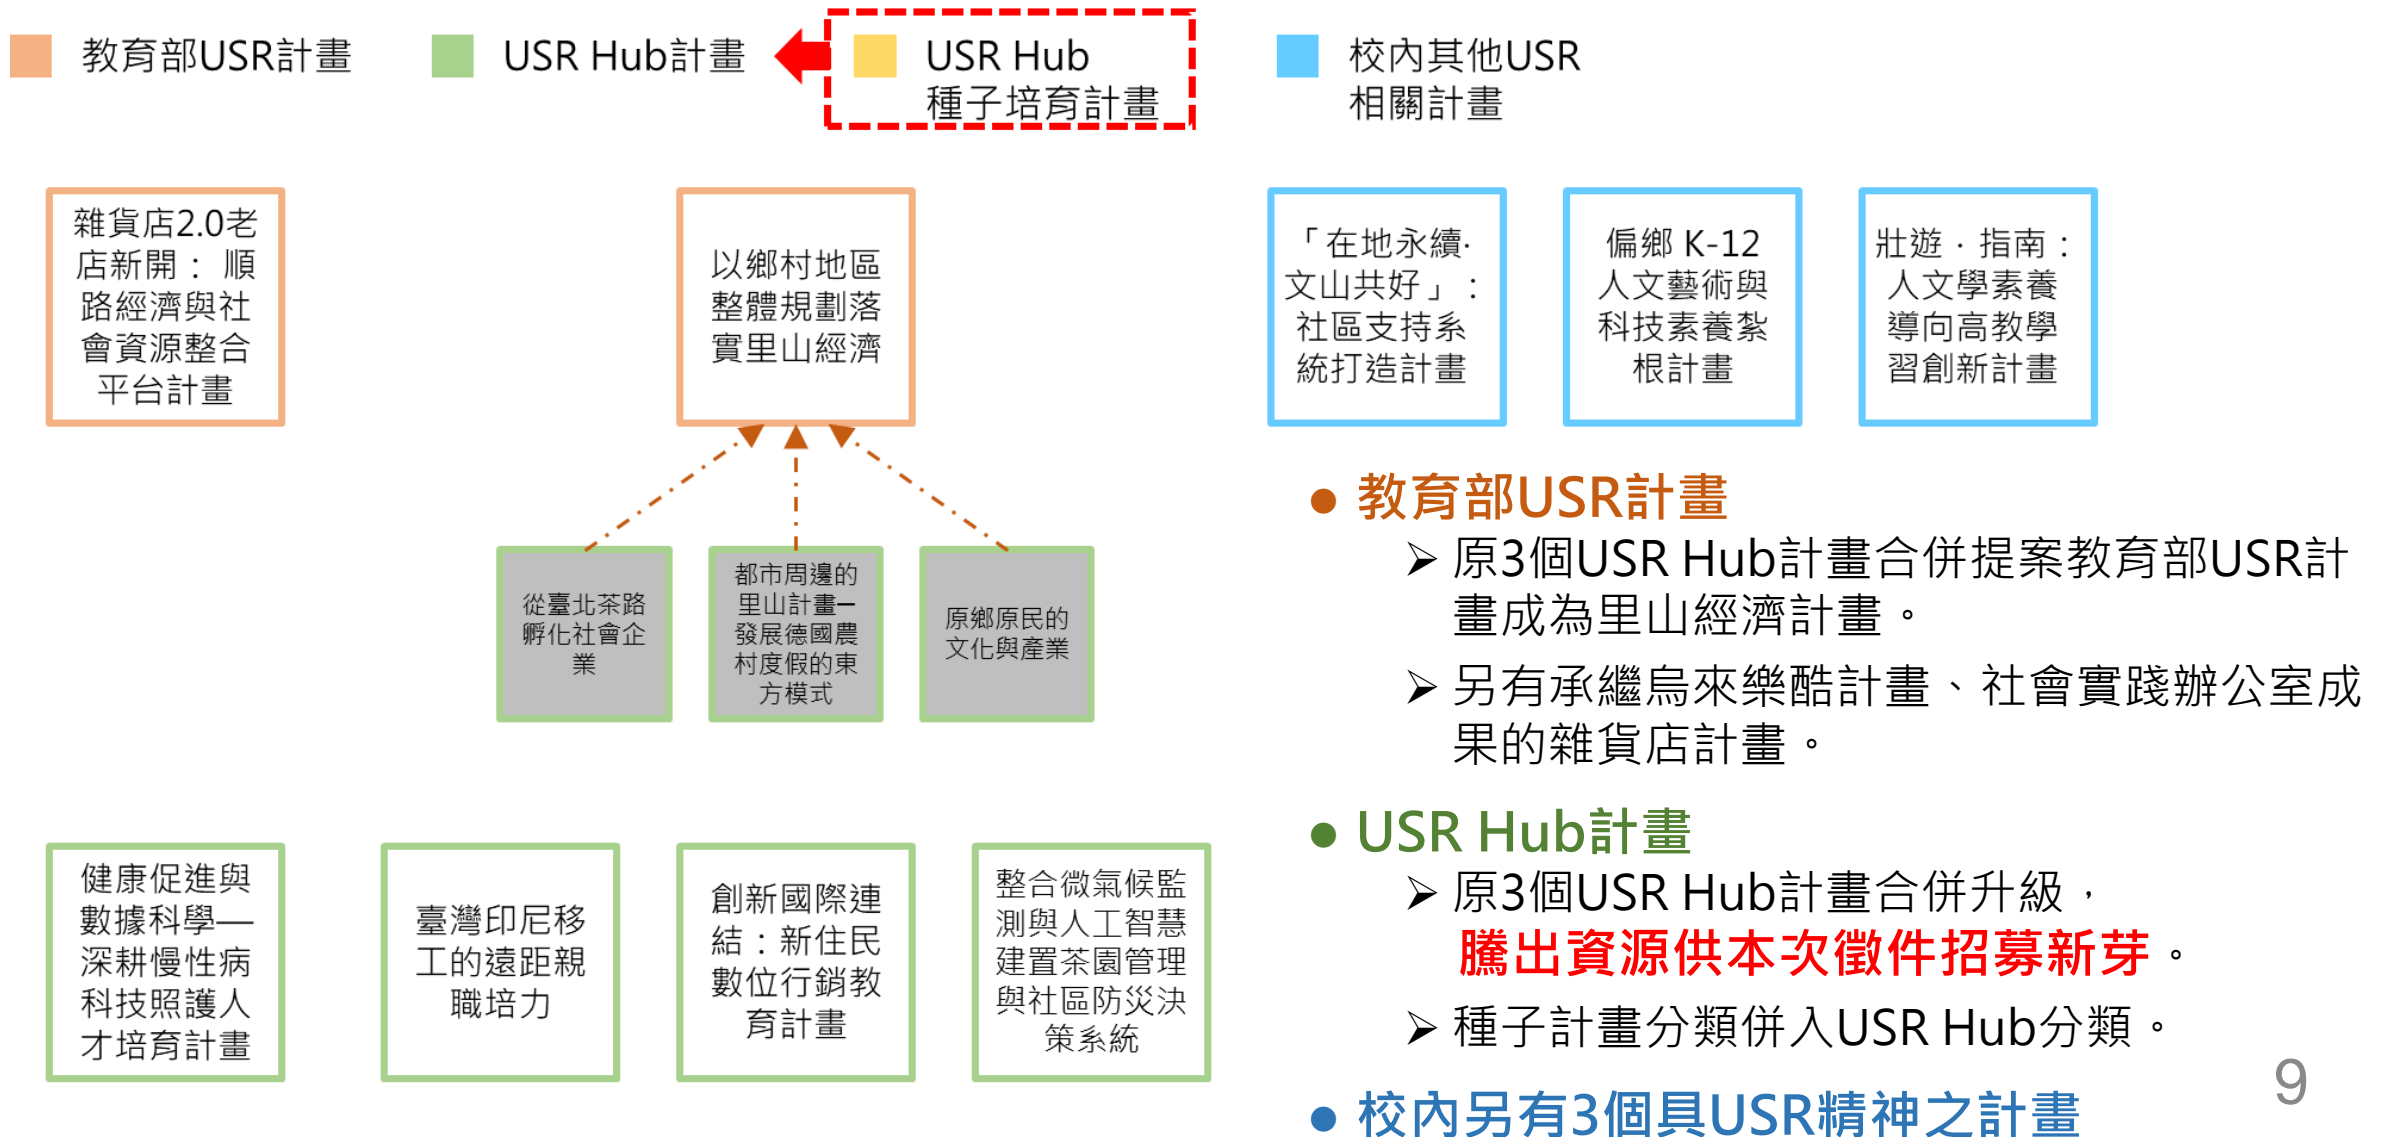 教育部USR計畫
USR Hub計畫
USR Hub
種子培育計畫
校內其他USR
相關計畫
雜貨店2.0老
店新開： 順
路經濟與社
會資源整合
平台計畫
以鄉村地區
整體規劃落
實里山經濟
「在地永續·
文山共好」：
社區支持系
統打造計畫
偏鄉 K-12
人文藝術與
科技素養紮
根計畫
壯遊．指南：
人文學素養
導向高教學
習創新計畫
從臺北茶路
孵化社會企
業
都市周邊的
里山計畫─
發展德國農
村度假的東
方模式
原鄉原民的
文化與產業
健康促進與
數據科學—
深耕慢性病
科技照護人
才培育計畫
臺灣印尼移
工的遠距親
職培力
創新國際連
結：新住民
數位行銷教
育計畫
整合微氣候監
測與人工智慧
建置茶園管理
與社區防災決
策系統
● 教育部USR計畫
➢ 原3個USR Hub計畫合併提案教育部USR計
畫成為里山經濟計畫。
➢ 另有承繼烏來樂酷計畫、社會實踐辦公室成
果的雜貨店計畫。
● USR Hub計畫
➢ 原3個USR Hub計畫合併升級，
騰出資源供本次徵件招募新芽。
➢ 種子計畫分類併入USR Hub分類。
● 校內另有3個具USR精神之計畫
9